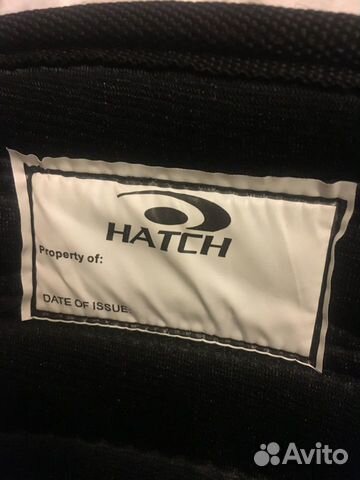 HATCH
Property of:
DATE OF ISSUE:
Avito